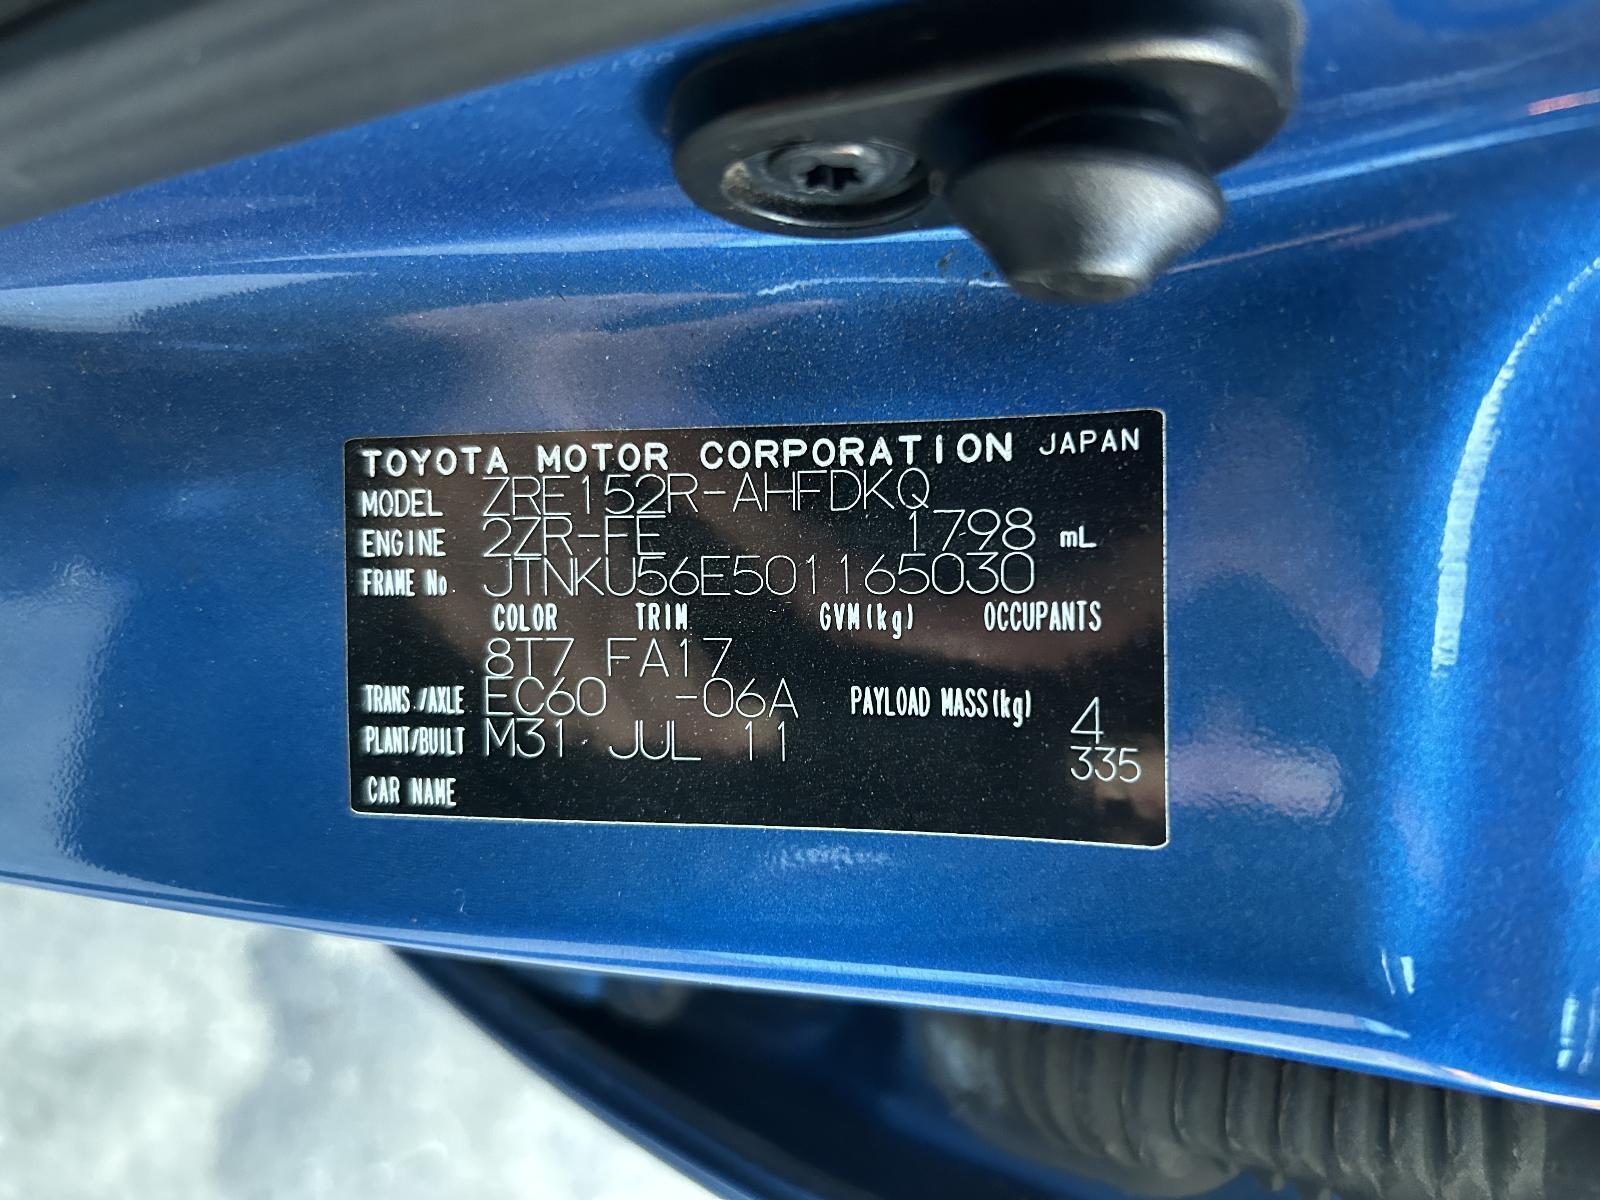 TOYOTA MOTOR CORPORATION JAPAN
MODEL ZRE152R-AHFDKQ
ENGINE 2ZR-FE 1798 mL
FRAME No. JTNKU56E501165030
COLOR TRIM GVM(kg) OCCUPANTS
8T7 FA17
TRANS./AXLE EC60 -06A PAYLOAD MASS(kg) 4
PLANT/BUILT M31 JUL 11 335
CAR NAME